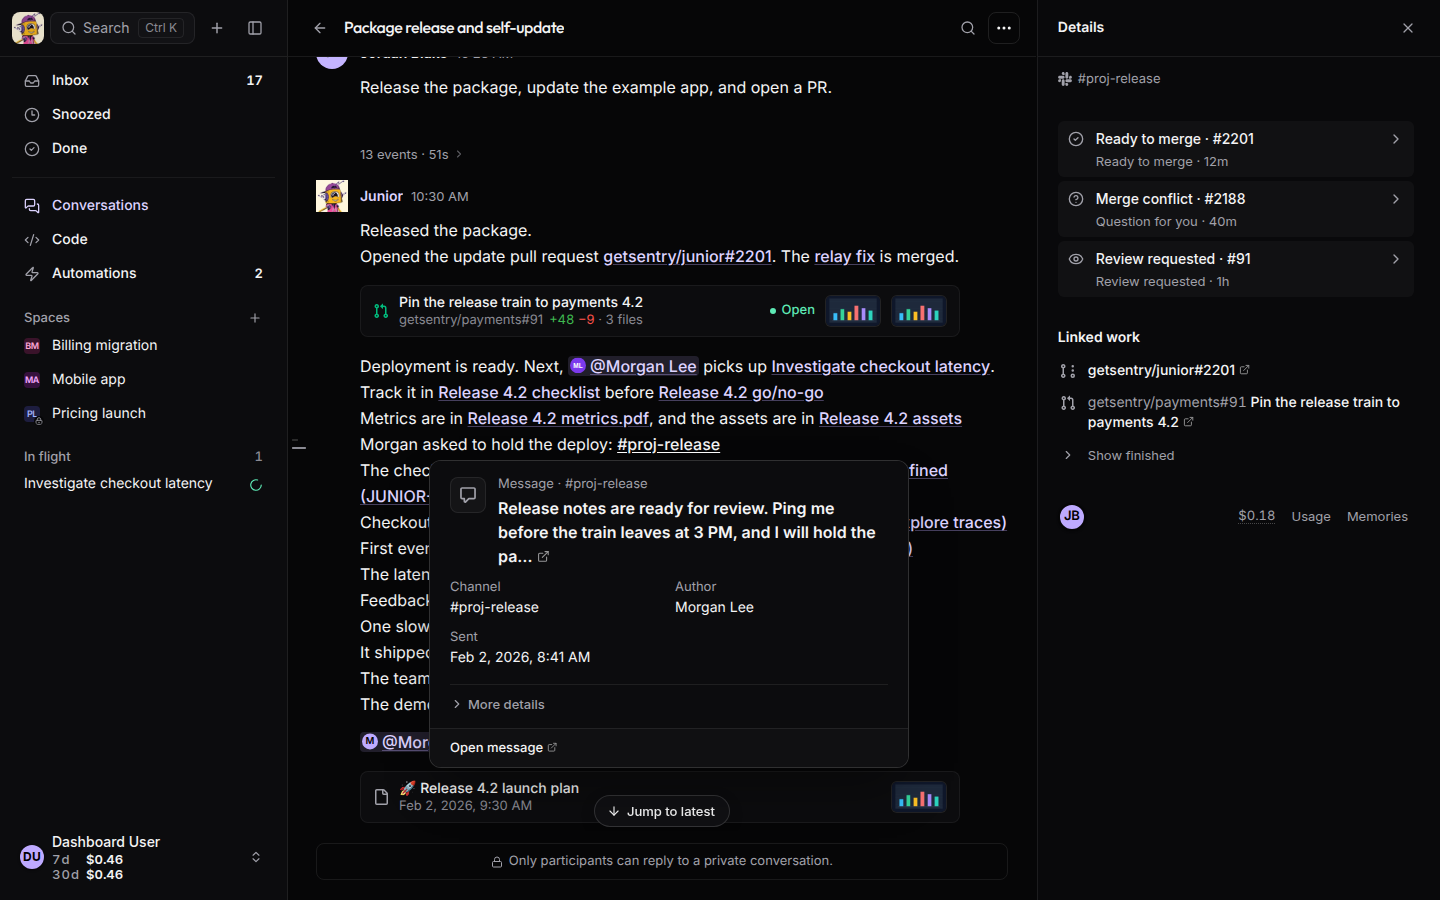 Search Ctrl K
Inbox 17
Snoozed
Done
Conversations
Code
Automations 2
Spaces
BM Billing migration
MA Mobile app
PL Pricing launch
In flight 1
Investigate checkout latency
DU Dashboard User
7d $0.46
30d $0.46
Package release and self-update
Release the package, update the example app, and open a PR.
13 events · 51s
Junior 10:30 AM
Released the package.
Opened the update pull request getsentry/junior#2201. The relay fix is merged.
Pin the release train to payments 4.2
getsentry/payments#91 +48 −9 · 3 files
Open
Deployment is ready. Next, ML @Morgan Lee picks up Investigate checkout latency.
Track it in Release 4.2 checklist before Release 4.2 go/no-go
Metrics are in Release 4.2 metrics.pdf, and the assets are in Release 4.2 assets
Morgan asked to hold the deploy: #proj-release
The chec
fined
(JUNIOR-
Checkout
plore traces)
First ever
)
The laten
Feedback
One slow
It shipped
The team
The demo
M @Mor
Message · #proj-release
Release notes are ready for review. Ping me
before the train leaves at 3 PM, and I will hold the
pa...
Channel
#proj-release
Author
Morgan Lee
Sent
Feb 2, 2026, 8:41 AM
More details
Open message
🚀 Release 4.2 launch plan
Feb 2, 2026, 9:30 AM
Jump to latest
Only participants can reply to a private conversation.
Details
#proj-release
Ready to merge · #2201
Ready to merge · 12m
Merge conflict · #2188
Question for you · 40m
Review requested · #91
Review requested · 1h
Linked work
getsentry/junior#2201
getsentry/payments#91 Pin the release train to
payments 4.2
Show finished
JB $0.18 Usage Memories